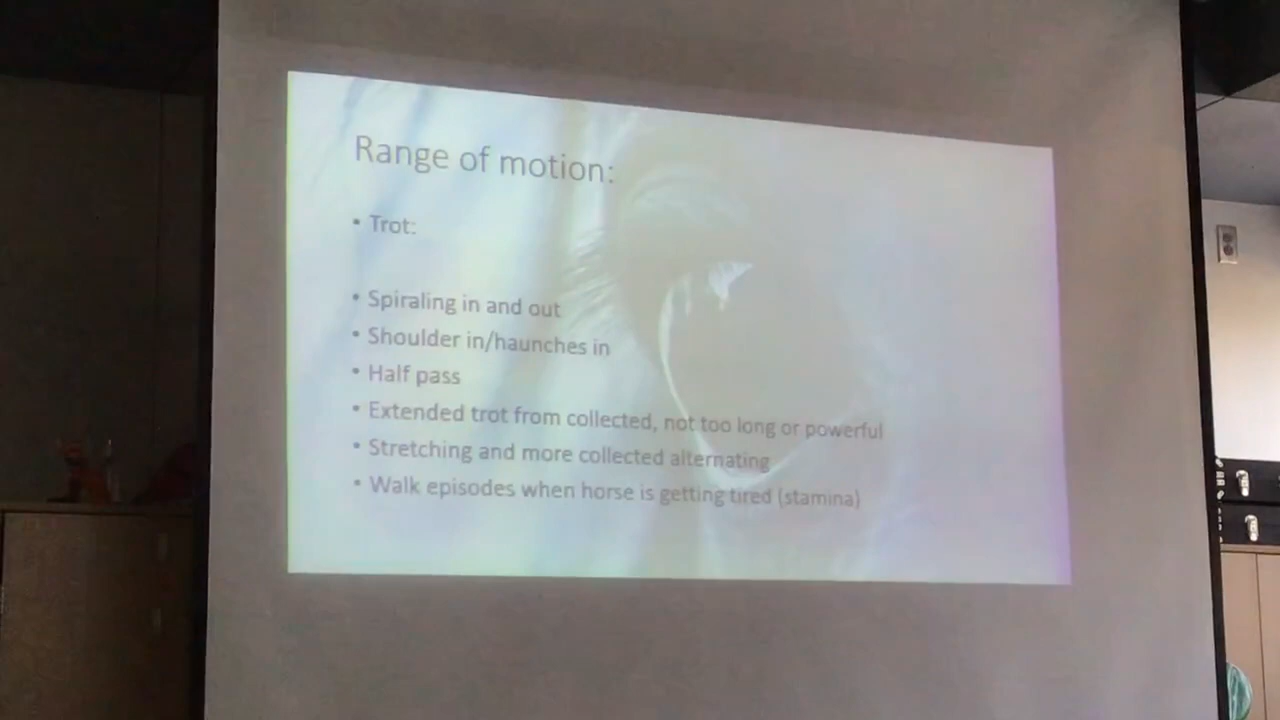 Range of motion:
• Trot:
• Spiraling in and out
• Shoulder in/haunches in
• Half pass
• Extended trot from collected, not too long or powerful
• Stretching and more collected alternating
• Walk episodes when horse is getting tired (stamina)